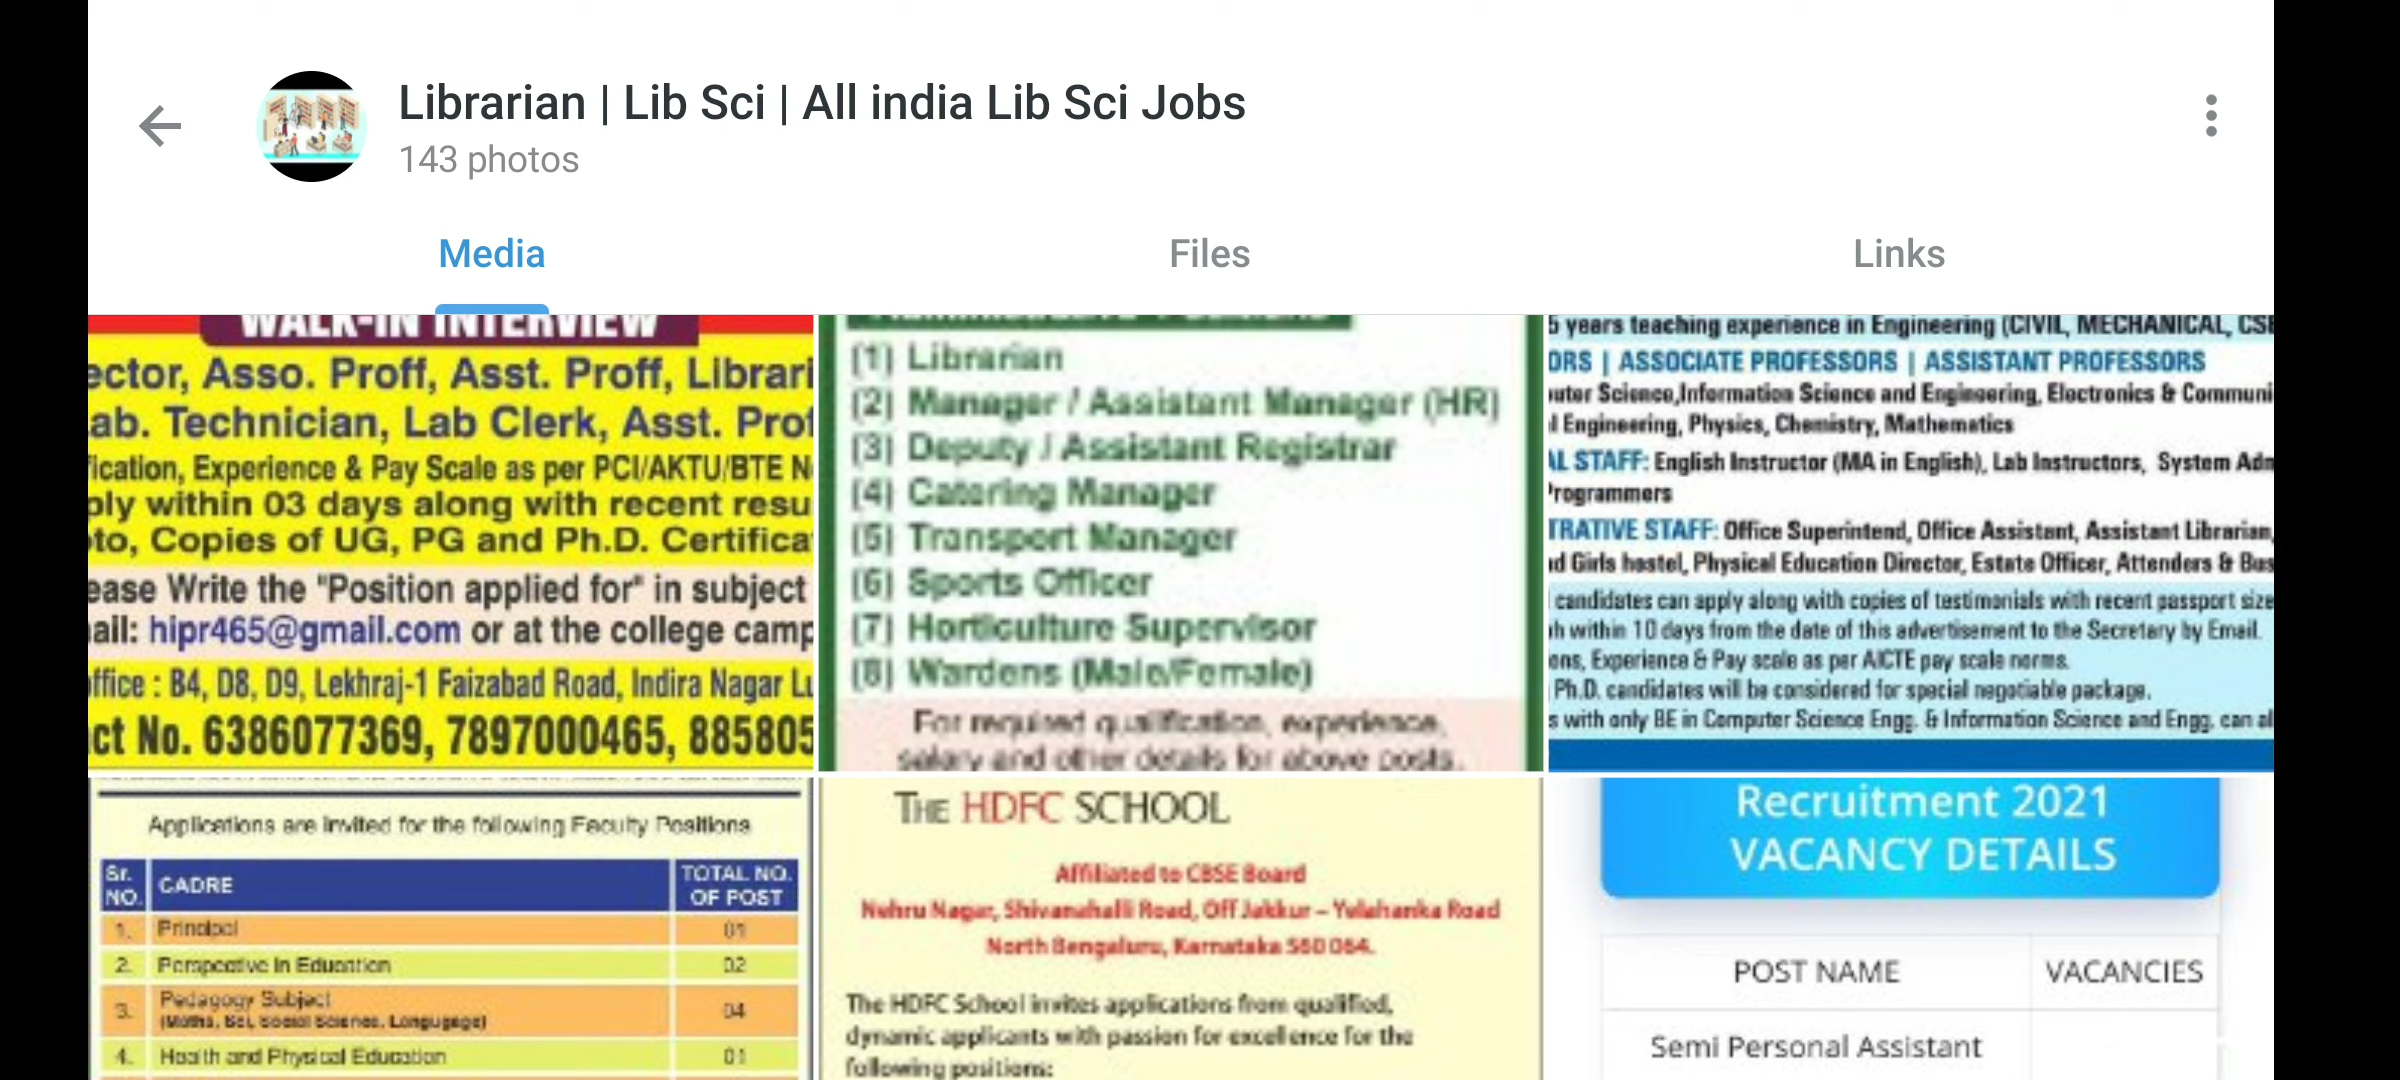 Librarian | Lib Sci | All india Lib Sci Jobs
143 photos
Media
Files
Links
WALK-IN INTERVIEW
ector, Asso. Proff, Asst. Proff, Librari
ab. Technician, Lab Clerk, Asst. Prof
ication, Experience & Pay Scale as per PCI/AKTU/BTE N
ply within 03 days along with recent resu
to, Copies of UG, PG and Ph.D. Certifica
ease Write the "Position applied for" in subject
ail: hipr465@gmail.com or at the college camp
ffice : B4, D8, D9, Lekhraj-1 Faizabad Road, Indira Nagar Lu
ct No. 6386077369, 7897000465, 885805
(1) Librarian
(2) Manager / Assistant Manager (HR)
(3) Deputy / Assistant Registrar
(4) Catering Manager
(5) Transport Manager
(6) Sports Officer
(7) Horticulture Supervisor
(8) Wardens (Male/Female)
For required qualification, experience,
salary and other details for above posts,
5 years teaching experience in Engineering (CIVIL, MECHANICAL, CSE
ORS | ASSOCIATE PROFESSORS | ASSISTANT PROFESSORS
uter Science,Information Science and Engineering, Electronics & Communi
l Engineering, Physics, Chemistry, Mathematics
AL STAFF: English Instructor (MA in English), Lab Instructors, System Adm
Programmers
TRATIVE STAFF: Office Superintend, Office Assistant, Assistant Librarian,
d Girls hostel, Physical Education Director, Estate Officer, Attenders & Bus
candidates can apply along with copies of testimonials with recent passport size
h within 10 days from the date of this advertisement to the Secretary by Email.
ons, Experience & Pay scale as per AICTE pay scale norms.
Ph.D. candidates will be considered for special negotiable package.
s with only BE in Computer Science Engg. & Information Science and Engg. can al
Applications are invited for the following Faculty Positions
Sr. NO. CADRE TOTAL NO. OF POST
1. Principal 01
2. Perspective in Education 02
3. Pedagogy Subject 04
(Maths, Sci, Social Science, Langugage)
4. Health and Physical Education 01
THE HDFC SCHOOL
Affiliated to CBSE Board
Nehru Nagar, Shivanahalli Road, Off Jakkur – Yelahanka Road
North Bengaluru, Karnataka 560 064.
The HDFC School invites applications from qualified,
dynamic applicants with passion for excellence for the
following positions:
Recruitment 2021
VACANCY DETAILS
POST NAME VACANCIES
Semi Personal Assistant